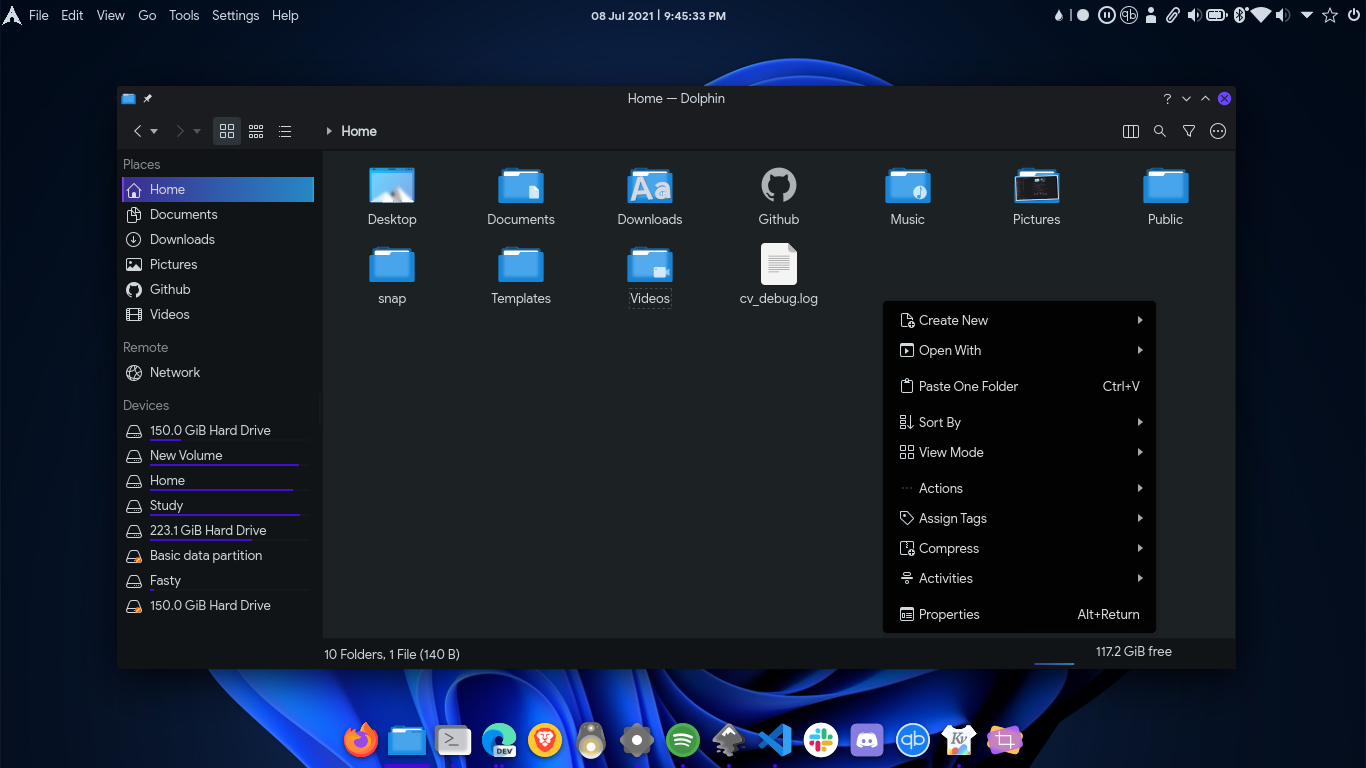 File Edit View Go Tools Settings Help
08 Jul 2021 | 9:45:33 PM
qb
Home — Dolphin
?
Home
Places
Home
Documents
Downloads
Pictures
Github
Videos
Remote
Network
Devices
150.0 GiB Hard Drive
New Volume
Home
Study
223.1 GiB Hard Drive
Basic data partition
Fasty
150.0 GiB Hard Drive
Aa
Desktop Documents Downloads Github Music Pictures Public
snap Templates Videos cv_debug.log
Create New
Open With
Paste One Folder Ctrl+V
Sort By
View Mode
Actions
Assign Tags
Compress
Activities
Properties Alt+Return
10 Folders, 1 File (140 B)
117.2 GiB free
>_
DEV
qb
Kv